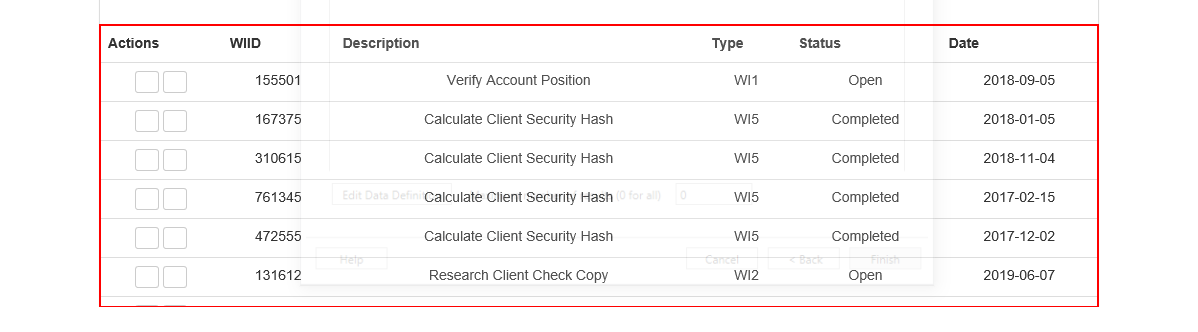 Actions WIID Description Type Status Date
155501 Verify Account Position WI1 Open 2018-09-05
167375 Calculate Client Security Hash WI5 Completed 2018-01-05
310615 Calculate Client Security Hash WI5 Completed 2018-11-04
761345 Calculate Client Security Hash WI5 Completed 2017-02-15
Edit Data (0 for all) 0
472555 Calculate Client Security Hash WI5 Completed 2017-12-02
Help Cancel < Back Finish
131612 Research Client Check Copy WI2 Open 2019-06-07